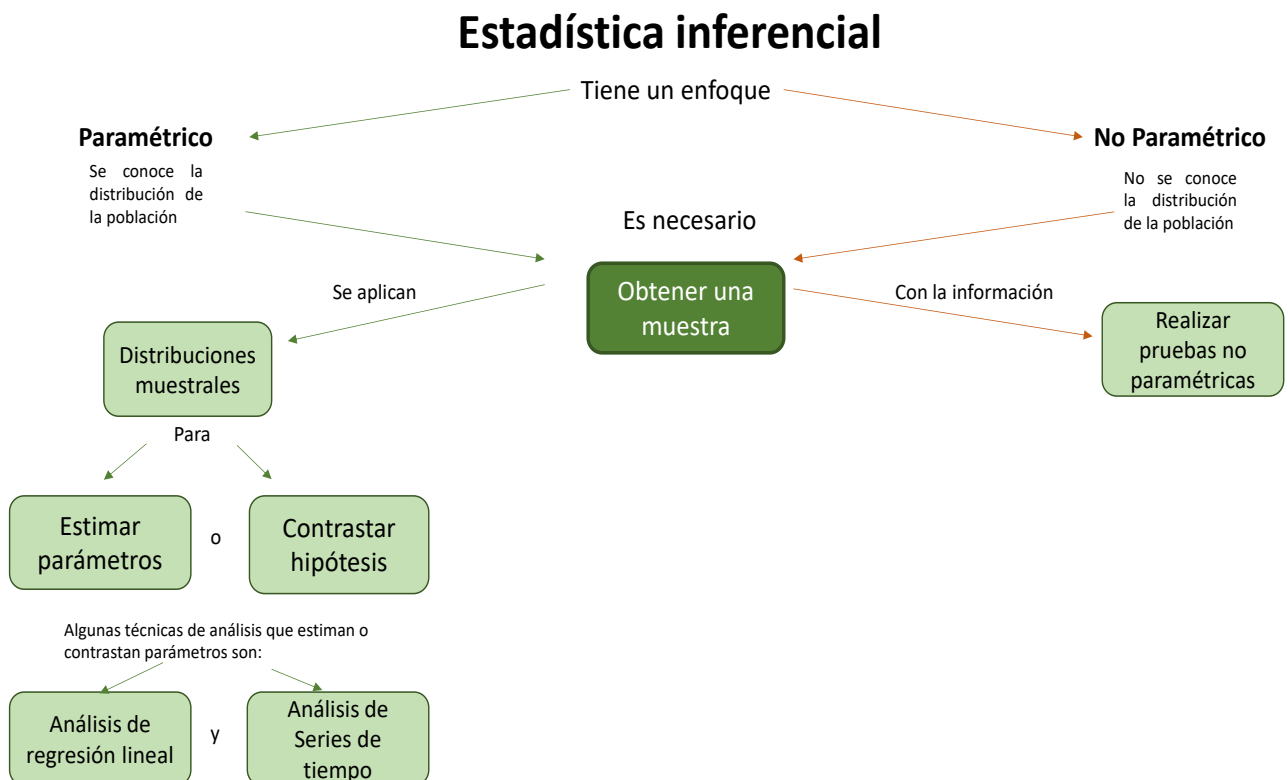 Estadística inferencial
Tiene un enfoque
Paramétrico
Se conoce la
distribución de
la población
No Paramétrico
No se conoce
la distribución
de la población
Es necesario
Obtener una
muestra
Se aplican
Con la información
Distribuciones
muestrales
Realizar
pruebas no
paramétricas
Para
Estimar
parámetros
o
Contrastar
hipótesis
Algunas técnicas de análisis que estiman o
contrastan parámetros son:
Análisis de
regresión lineal
y
Análisis de
Series de
tiempo